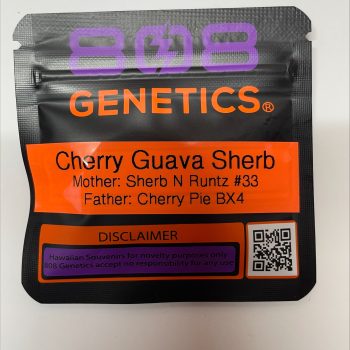 808
GENETICS®
Cherry Guava Sherb
Mother: Sherb N Runtz #33
Father: Cherry Pie BX4
DISCLAIMER
Hawaiian Souvenirs for novelty purposes only
808 Genetics accept no responsibility for any use